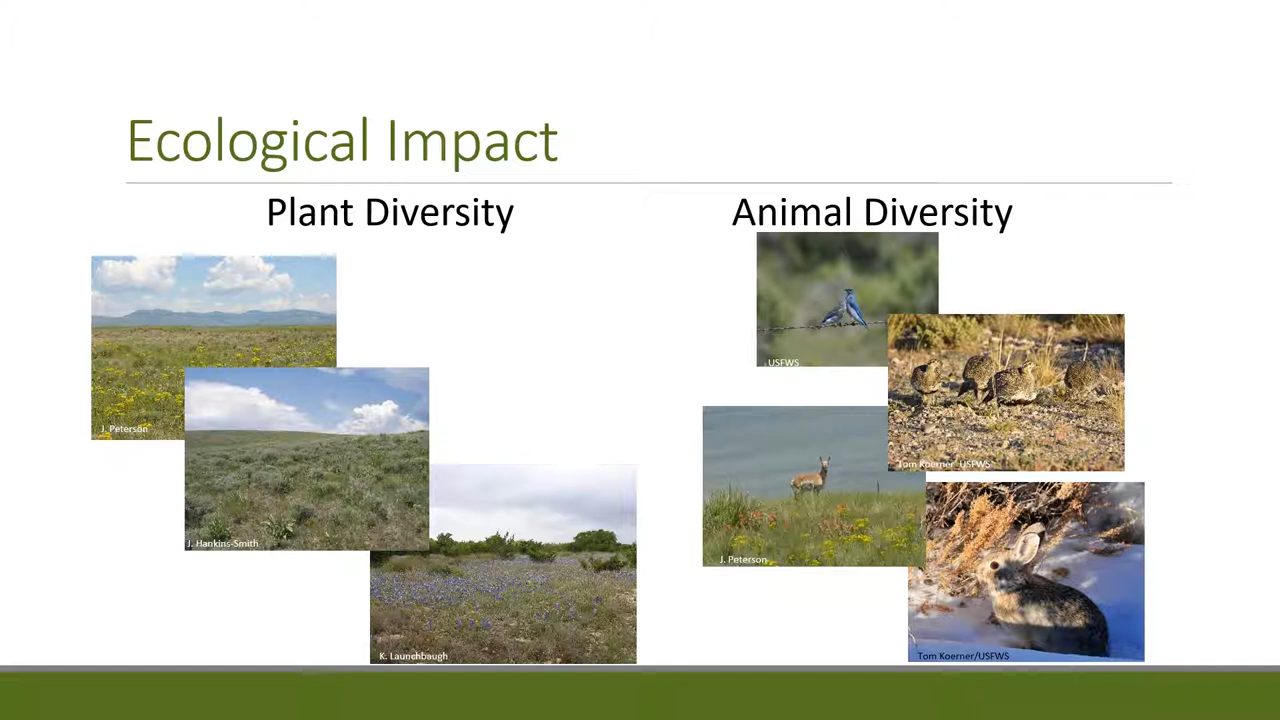 Ecological Impact
Plant Diversity
J. Peterson
J. Hankins-Smith
K. Launchbaugh
Animal Diversity
USFWS
Tom Koerner USFWS
J. Peterson
Tom Koerner/USFWS